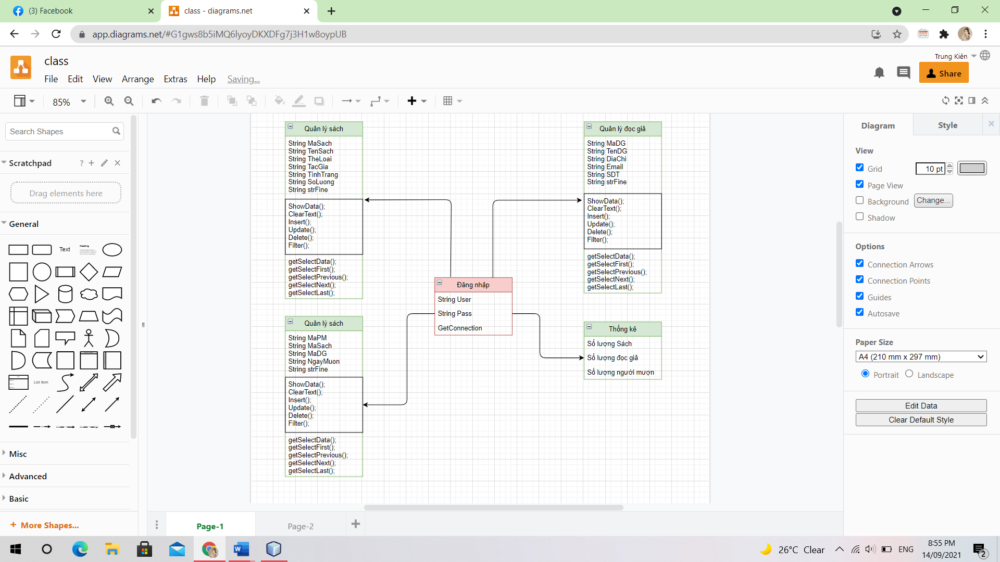 (3) Facebook
class - diagrams.net
app.diagrams.net/#G1gws8b5iMQ6lyoyDKXDFg7j3H1w8oypUB
class
Trung Kiên
File Edit View Arrange Extras Help Saving...
Share
85%
Search Shapes
Scratchpad
?
Drag elements here
General
Text
Heading
List Item
Misc
Advanced
Basic
+ More Shapes...
Quản lý sách
String MaSach
String TenSach
String TheLoai
String TacGia
String TinhTrang
String SoLuong
String strFine
ShowData();
ClearText();
Insert();
Update();
Delete();
Filter();
getSelectData();
getSelectFirst();
getSelectPrevious();
getSelectNext();
getSelectLast();
Quản lý đọc giả
String MaDG
String TenDG
String DiaChi
String Email
String SDT
String strFine
ShowData();
ClearText();
Insert();
Update();
Delete();
Filter();
getSelectData();
getSelectFirst();
getSelectPrevious();
getSelectNext();
getSelectLast();
Đăng nhập
String User
String Pass
GetConnection
Quản lý sách
String MaPM
String MaSach
String MaDG
String NgayMuon
String strFine
ShowData();
ClearText();
Insert();
Update();
Delete();
Filter();
getSelectData();
getSelectFirst();
getSelectPrevious();
getSelectNext();
getSelectLast();
Thống kê
Số lượng Sách
Số lượng đọc giả
Số lượng người mượn
Page-1
Page-2
Diagram
Style
View
Grid
10 pt
Page View
Background
Change...
Shadow
Options
Connection Arrows
Connection Points
Guides
Autosave
Paper Size
A4 (210 mm x 297 mm)
Portrait
Landscape
Edit Data
Clear Default Style
26°C Clear
ENG
8:55 PM
14/09/2021
2